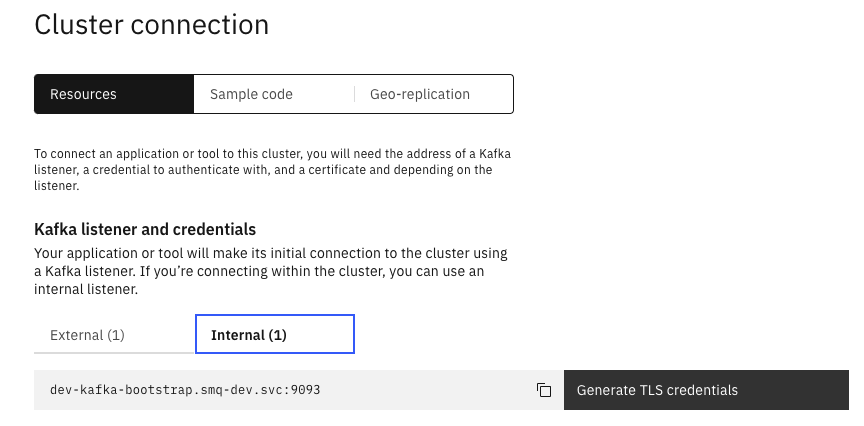 Cluster connection
Resources
Sample code
Geo-replication
To connect an application or tool to this cluster, you will need the address of a Kafka
listener, a credential to authenticate with, and a certificate and depending on the
listener.
Kafka listener and credentials
Your application or tool will make its initial connection to the cluster using
a Kafka listener. If you’re connecting within the cluster, you can use an
internal listener.
External (1)
Internal (1)
dev-kafka-bootstrap.smq-dev.svc:9093
Generate TLS credentials